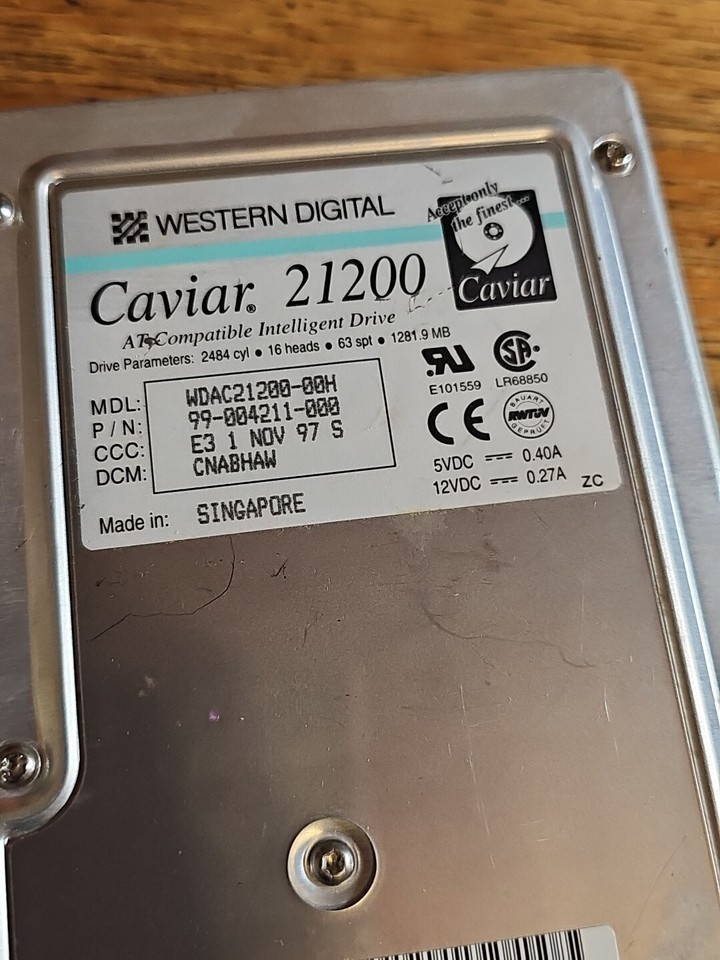 WESTERN DIGITAL
Accept only
the finest...
Caviar
Caviar® 21200
AT-Compatible Intelligent Drive
Drive Parameters: 2484 cyl • 16 heads • 63 spt • 1281.9 MB
MDL: WDAC21200-00H
P / N: 99-004211-000
CCC: E3 1 NOV 97 S
DCM: CNABHAW
Made in: SINGAPORE
E101559
LR68850
BAUART
RWTÜV
GEPRUEFT
5VDC 0.40A
12VDC 0.27A
ZC